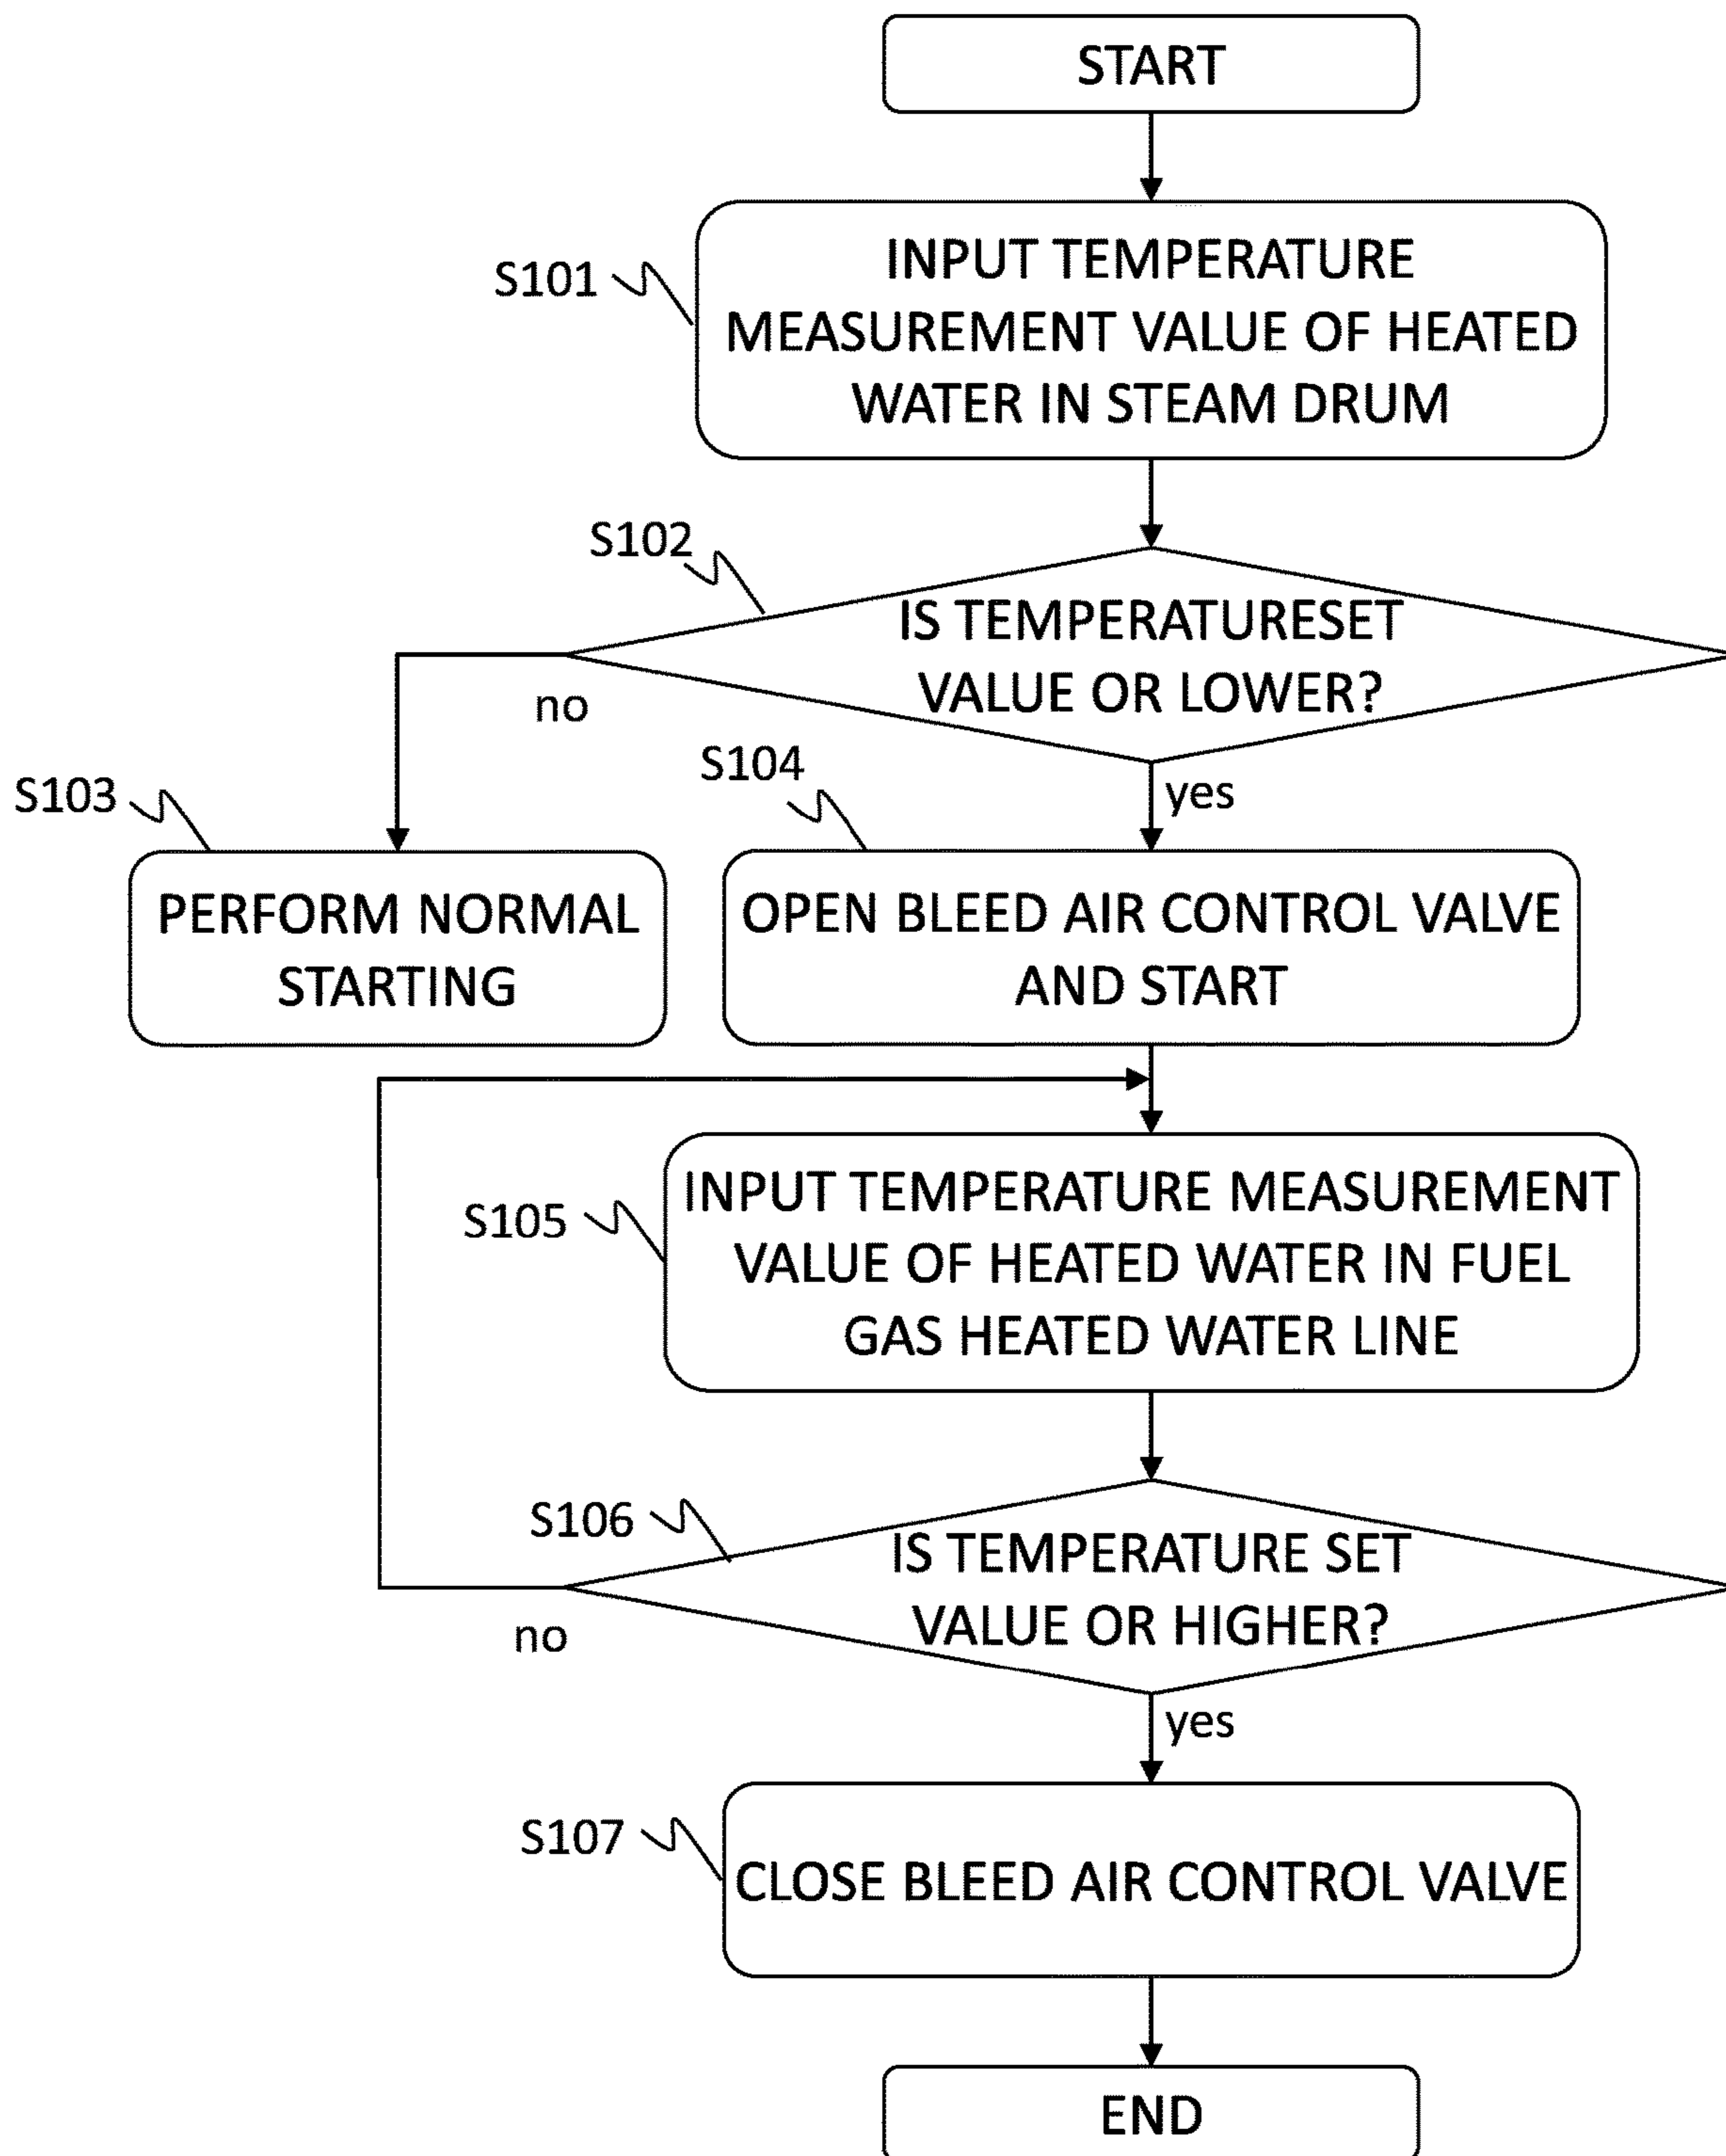 START
S101
INPUT TEMPERATURE
MEASUREMENT VALUE OF HEATED
WATER IN STEAM DRUM
S102
IS TEMPERATURESET
VALUE OR LOWER?
no
yes
S103
PERFORM NORMAL
STARTING
S104
OPEN BLEED AIR CONTROL VALVE
AND START
S105
INPUT TEMPERATURE MEASUREMENT
VALUE OF HEATED WATER IN FUEL
GAS HEATED WATER LINE
S106
IS TEMPERATURE SET
VALUE OR HIGHER?
no
yes
S107
CLOSE BLEED AIR CONTROL VALVE
END